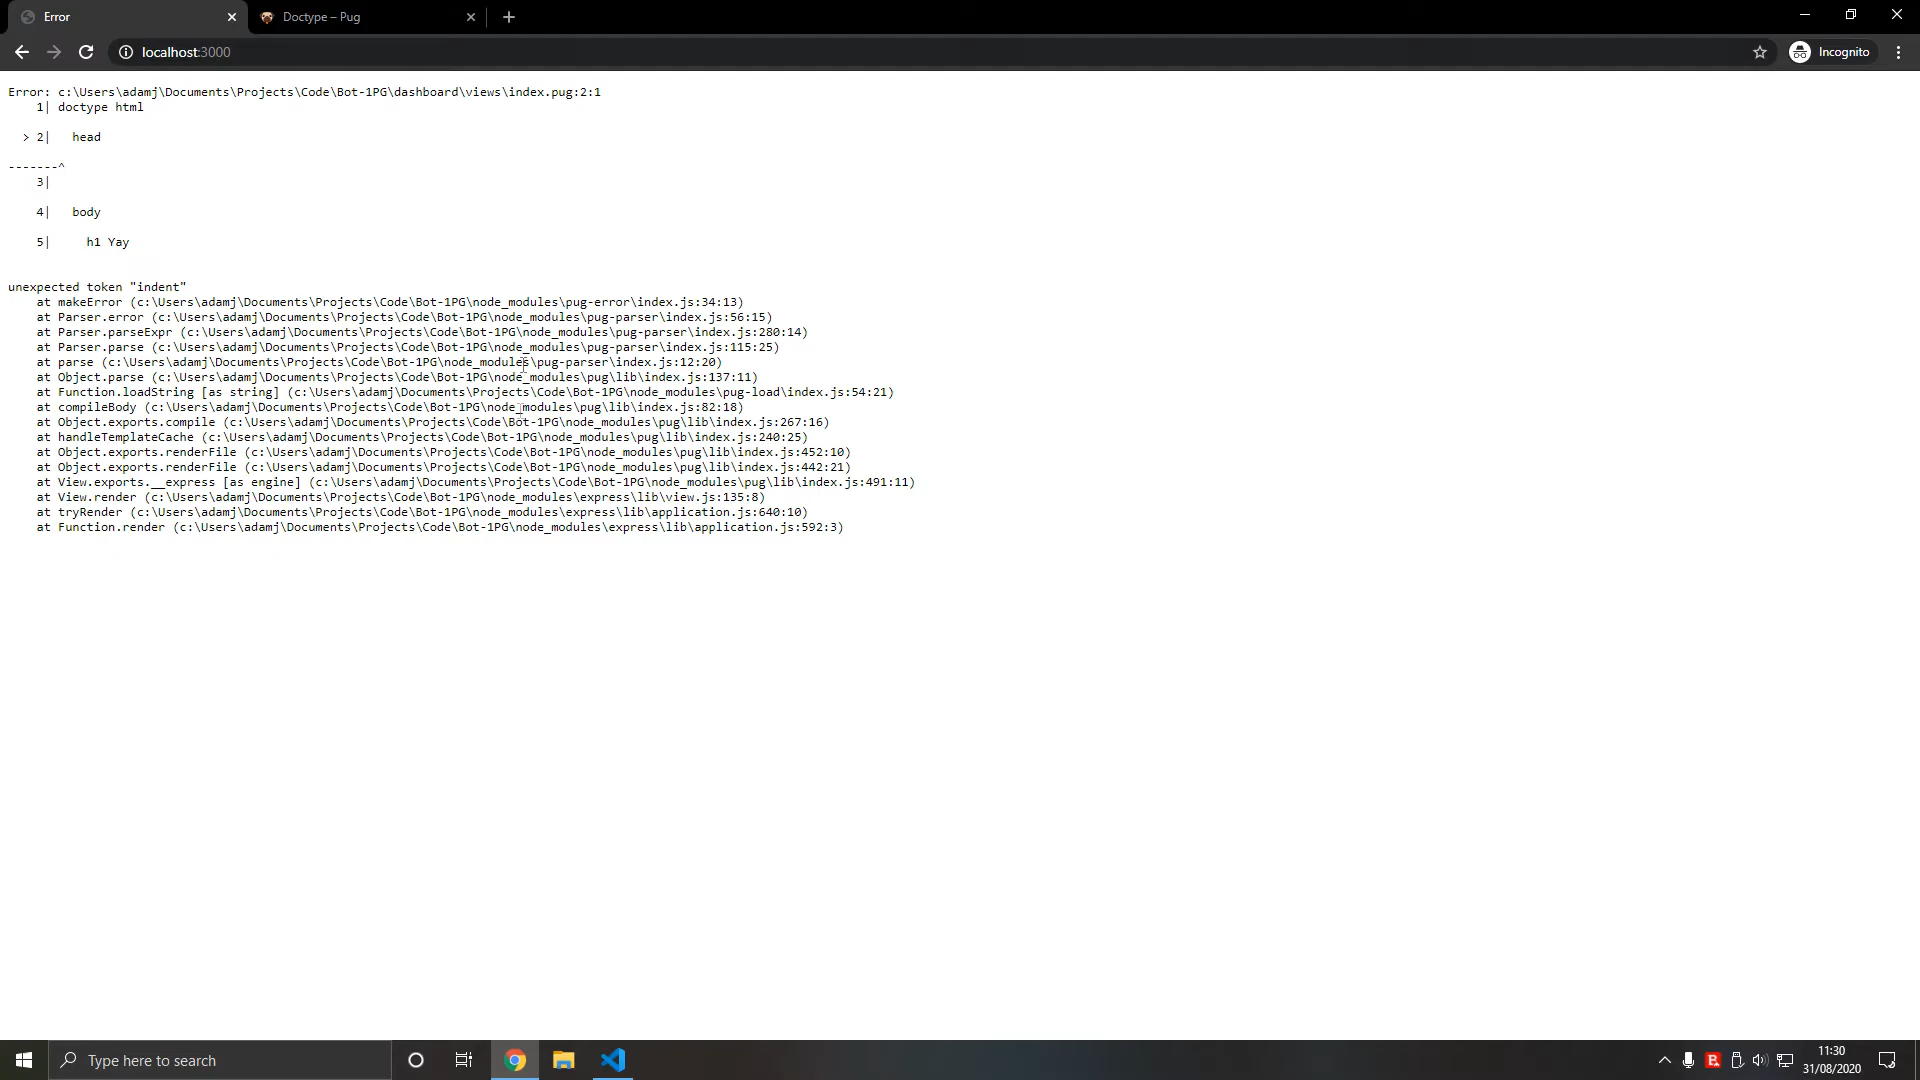 Error
Doctype – Pug
localhost:3000
Incognito
Error: c:\Users\adamj\Documents\Projects\Code\Bot-1PG\dashboard\views\index.pug:2:1
    1| doctype html
  > 2|   head
-------^
    3|
    4|   body
    5|     h1 Yay
unexpected token "indent"
    at makeError (c:\Users\adamj\Documents\Projects\Code\Bot-1PG\node_modules\pug-error\index.js:34:13)
    at Parser.error (c:\Users\adamj\Documents\Projects\Code\Bot-1PG\node_modules\pug-parser\index.js:56:15)
    at Parser.parseExpr (c:\Users\adamj\Documents\Projects\Code\Bot-1PG\node_modules\pug-parser\index.js:280:14)
    at Parser.parse (c:\Users\adamj\Documents\Projects\Code\Bot-1PG\node_modules\pug-parser\index.js:115:25)
    at parse (c:\Users\adamj\Documents\Projects\Code\Bot-1PG\node_modules\pug-parser\index.js:12:20)
    at Object.parse (c:\Users\adamj\Documents\Projects\Code\Bot-1PG\node_modules\pug\lib\index.js:137:11)
    at Function.loadString [as string] (c:\Users\adamj\Documents\Projects\Code\Bot-1PG\node_modules\pug-load\index.js:54:21)
    at compileBody (c:\Users\adamj\Documents\Projects\Code\Bot-1PG\node_modules\pug\lib\index.js:82:18)
    at Object.exports.compile (c:\Users\adamj\Documents\Projects\Code\Bot-1PG\node_modules\pug\lib\index.js:267:16)
    at handleTemplateCache (c:\Users\adamj\Documents\Projects\Code\Bot-1PG\node_modules\pug\lib\index.js:240:25)
    at Object.exports.renderFile (c:\Users\adamj\Documents\Projects\Code\Bot-1PG\node_modules\pug\lib\index.js:452:10)
    at Object.exports.renderFile (c:\Users\adamj\Documents\Projects\Code\Bot-1PG\node_modules\pug\lib\index.js:442:21)
    at View.exports.__express [as engine] (c:\Users\adamj\Documents\Projects\Code\Bot-1PG\node_modules\pug\lib\index.js:491:11)
    at View.render (c:\Users\adamj\Documents\Projects\Code\Bot-1PG\node_modules\express\lib\view.js:135:8)
    at tryRender (c:\Users\adamj\Documents\Projects\Code\Bot-1PG\node_modules\express\lib\application.js:640:10)
    at Function.render (c:\Users\adamj\Documents\Projects\Code\Bot-1PG\node_modules\express\lib\application.js:592:3)
Type here to search
11:30
31/08/2020